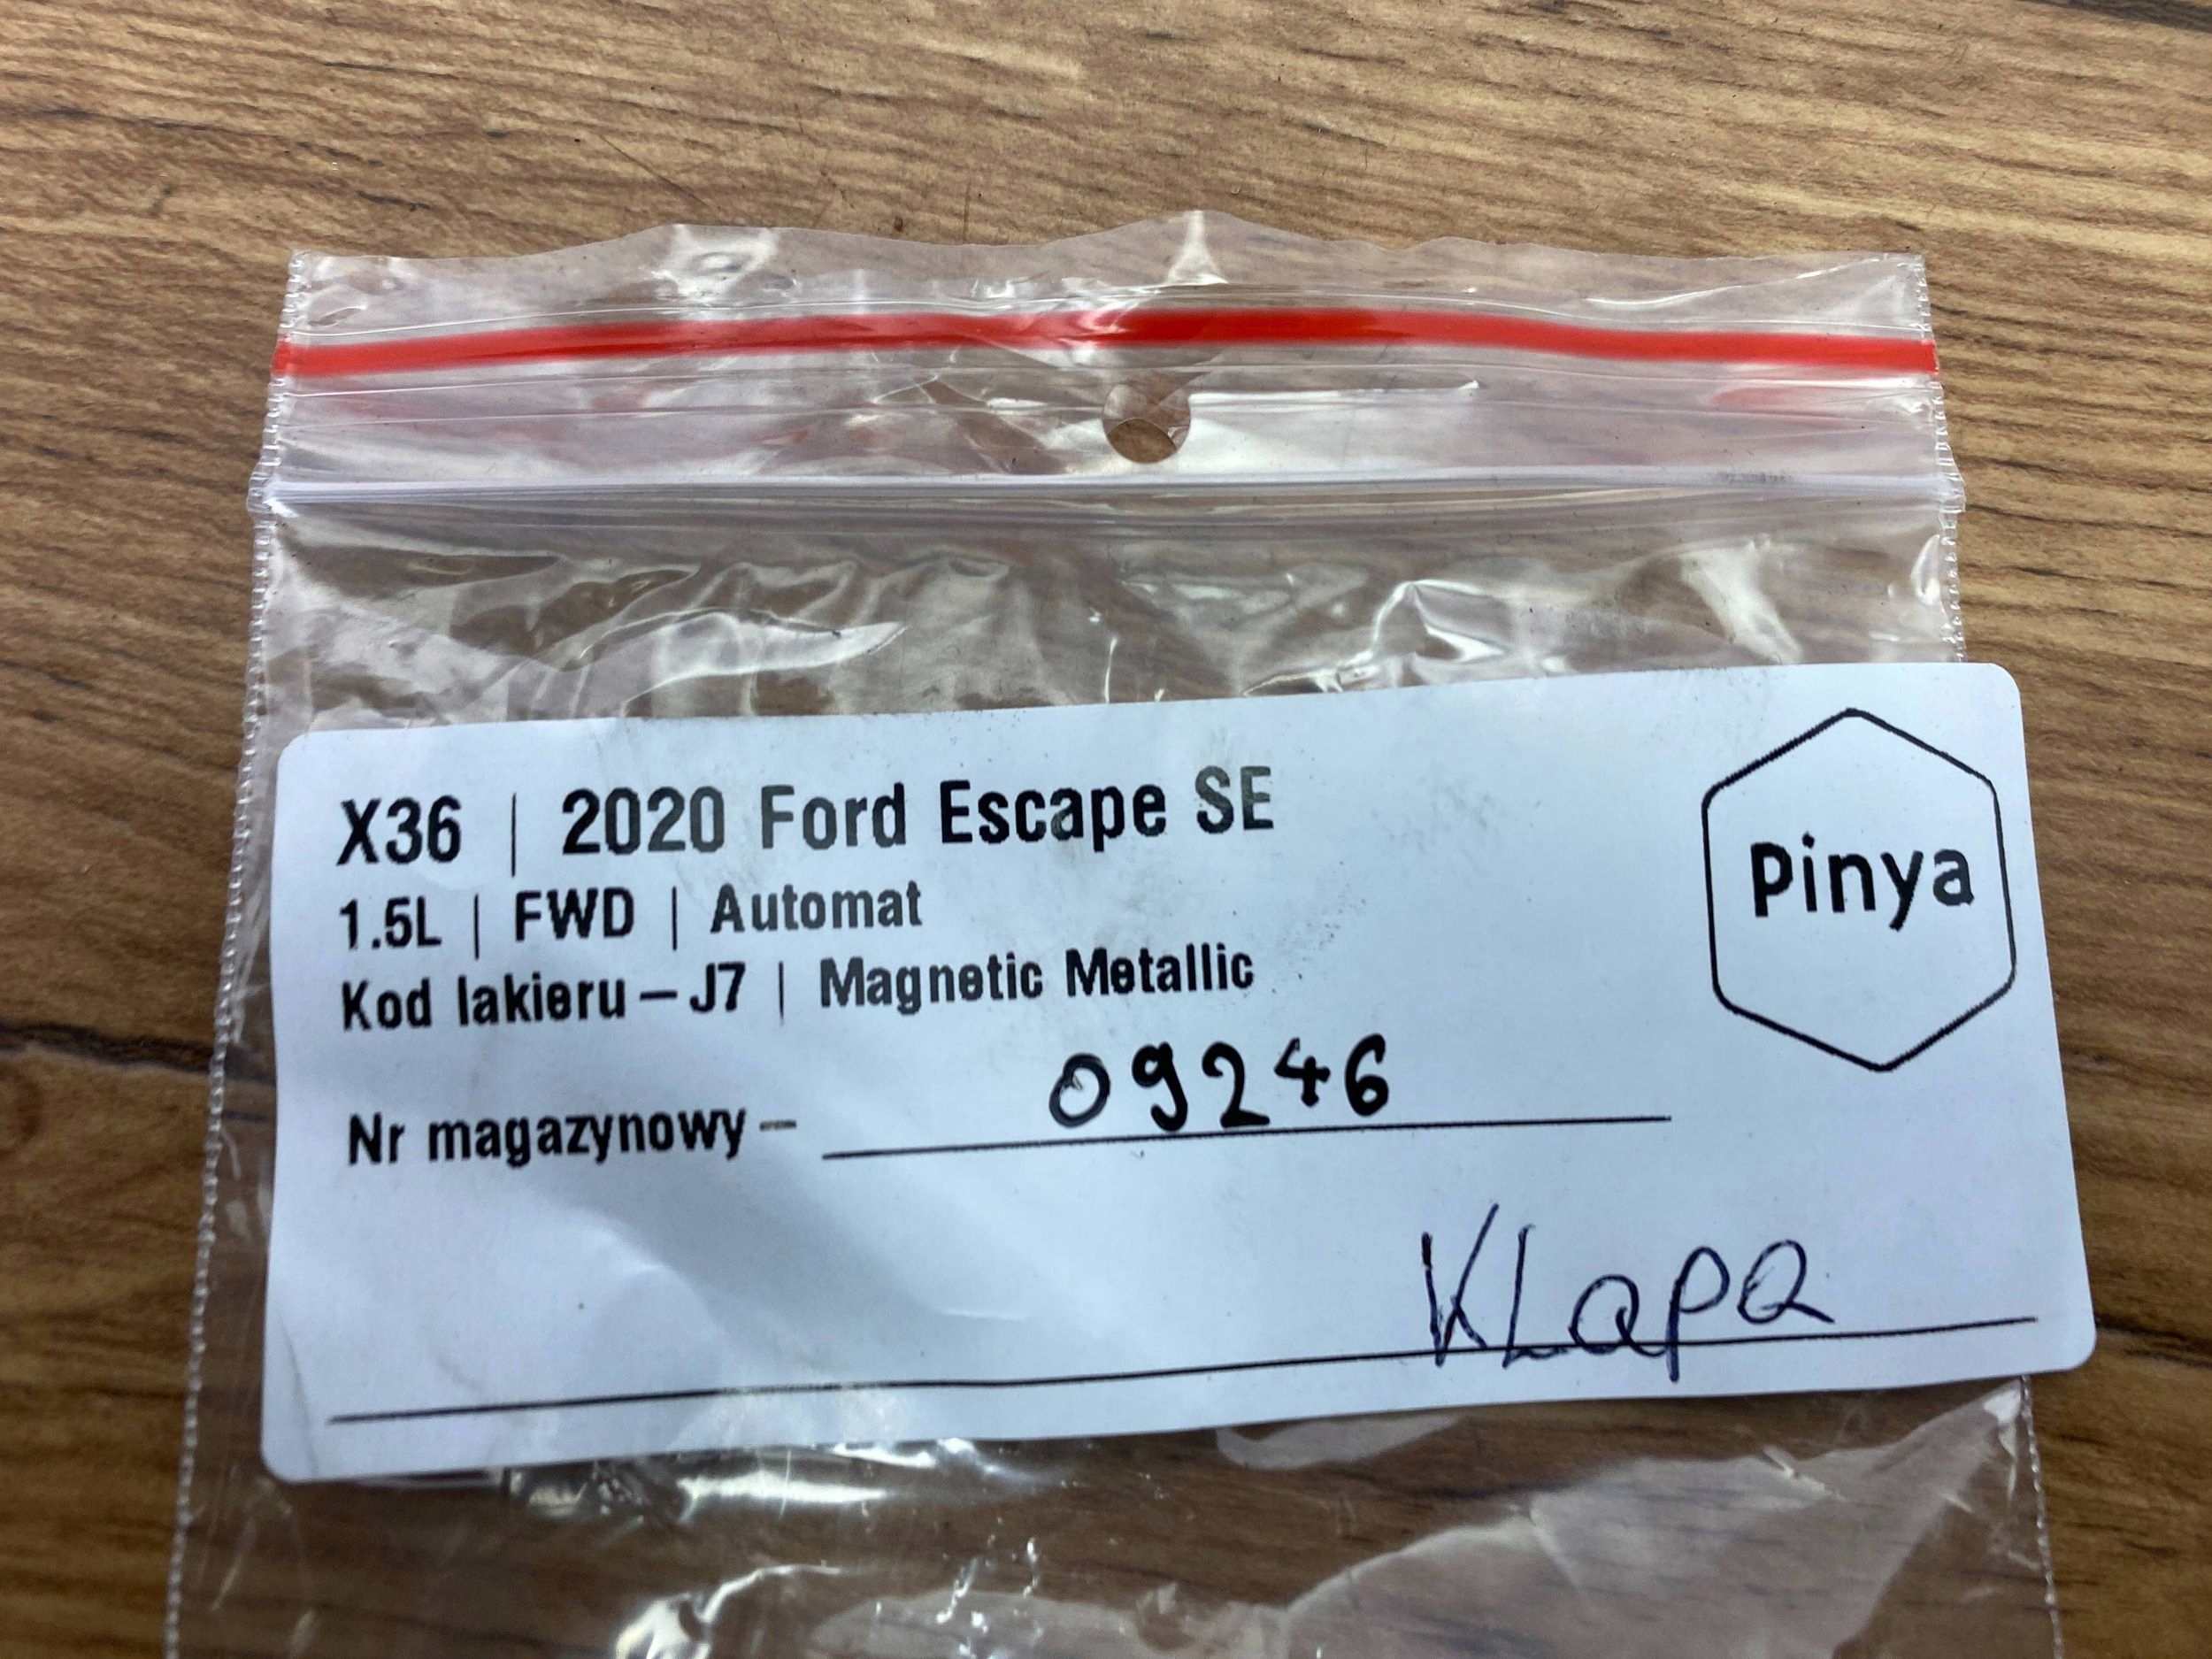 X36 | 2020 Ford Escape SE
Pinya
1.5L | FWD | Automat
Kod lakieru – J7 | Magnetic Metallic
Nr magazynowy – 09246
KLapa